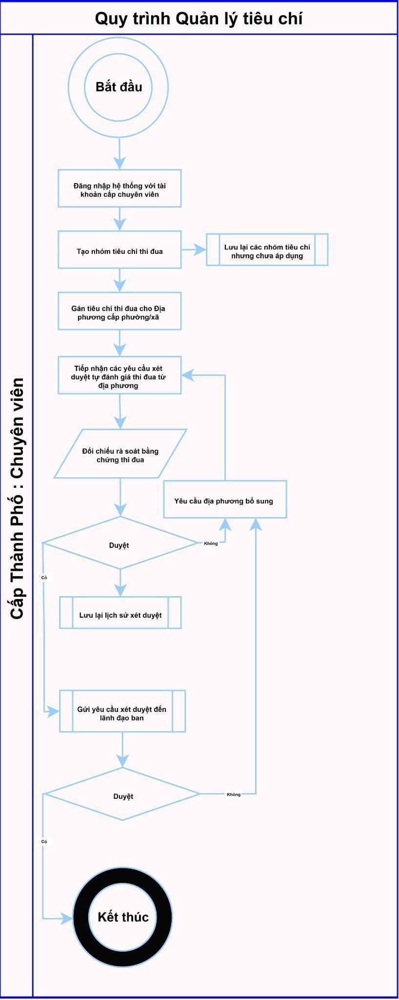 Quy trình Quản lý tiêu chí
Cấp Thành Phố : Chuyên viên
Bắt đầu
Đăng nhập hệ thống với tài
khoản cấp chuyên viên
Tạo nhóm tiêu chí thi đua
Lưu lại các nhóm tiêu chí
nhưng chưa áp dụng
Gán tiêu chí thi đua cho Địa
phương cấp phường/xã
Tiếp nhận các yêu cầu xét
duyệt tự đánh giá thi đua từ
địa phương
Đối chiếu rà soát bằng
chứng thi đua
Yêu cầu địa phương bổ sung
Duyệt
Không
Có
Lưu lại lịch sử xét duyệt
Gửi yêu cầu xét duyệt đến
lãnh đạo ban
Duyệt
Không
Có
Kết thúc